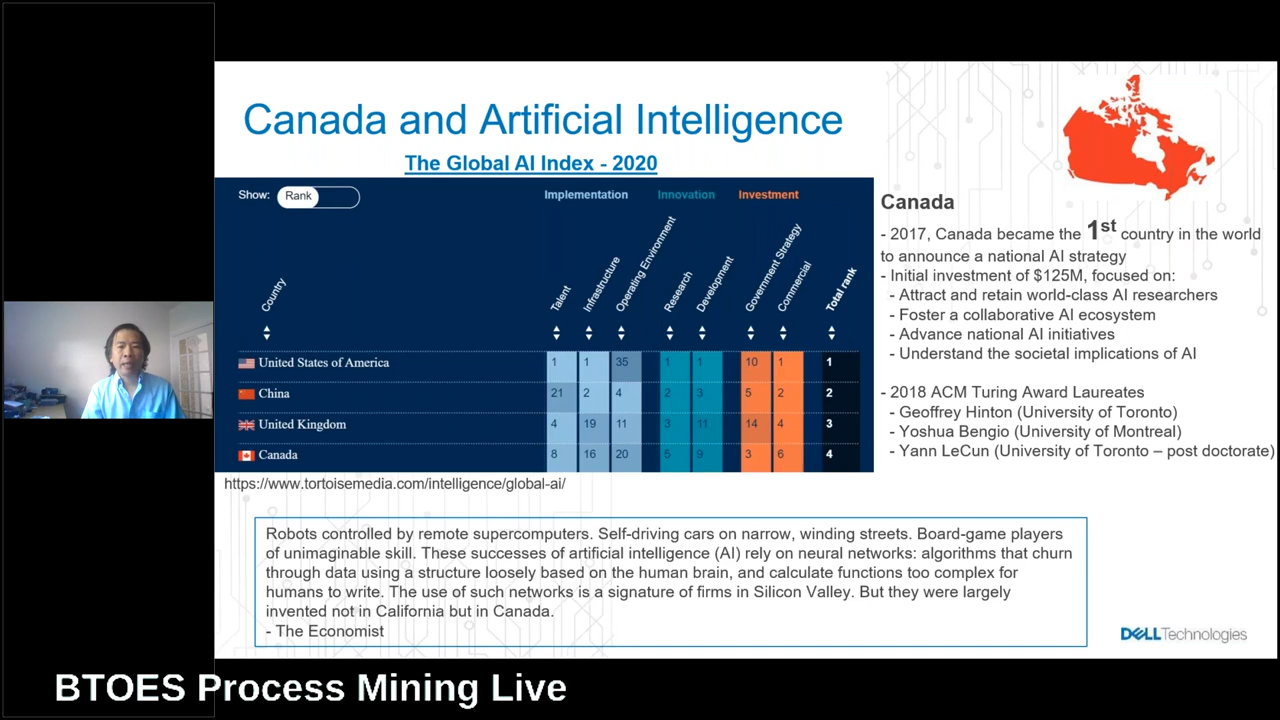 Canada and Artificial Intelligence
The Global AI Index - 2020
Show: Rank
Implementation Innovation Investment
Country Talent Infrastructure Operating Environment Research Development Government Strategy Commercial Total rank
United States of America 1 1 35 1 1 10 1 1
China 21 2 4 2 3 5 2 2
United Kingdom 4 19 11 3 11 14 4 3
Canada 8 16 20 5 9 3 6 4
https://www.tortoisemedia.com/intelligence/global-ai/
Canada
- 2017, Canada became the 1st country in the world
to announce a national AI strategy
- Initial investment of $125M, focused on:
- Attract and retain world-class AI researchers
- Foster a collaborative AI ecosystem
- Advance national AI initiatives
- Understand the societal implications of AI
- 2018 ACM Turing Award Laureates
- Geoffrey Hinton (University of Toronto)
- Yoshua Bengio (University of Montreal)
- Yann LeCun (University of Toronto – post doctorate)
Robots controlled by remote supercomputers. Self-driving cars on narrow, winding streets. Board-game players
of unimaginable skill. These successes of artificial intelligence (AI) rely on neural networks: algorithms that churn
through data using a structure loosely based on the human brain, and calculate functions too complex for
humans to write. The use of such networks is a signature of firms in Silicon Valley. But they were largely
invented not in California but in Canada.
- The Economist
DELL Technologies
BTOES Process Mining Live